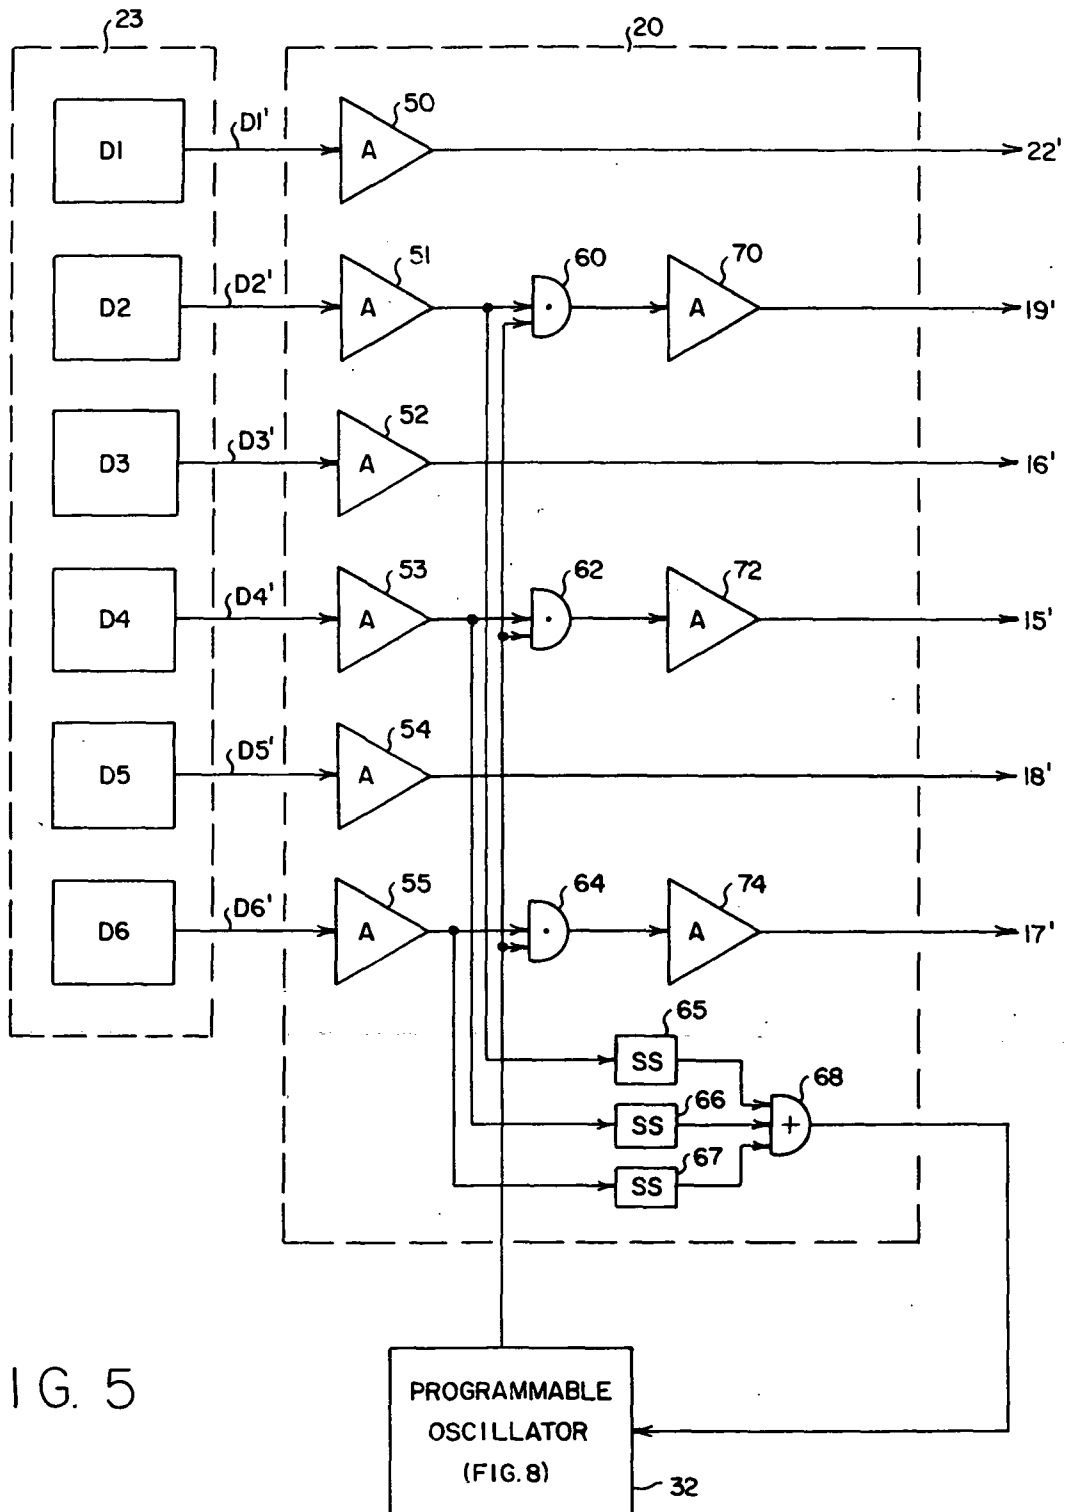 23
20
D1
D1'
A
50
22'
D2
D2'
A
51
60
A
70
19'
D3
D3'
A
52
16'
D4
D4'
A
53
62
A
72
15'
D5
D5'
A
54
18'
D6
D6'
A
55
64
A
74
17'
SS
65
SS
66
SS
67
+
68
IG. 5
PROGRAMMABLE
OSCILLATOR
(FIG. 8)
32